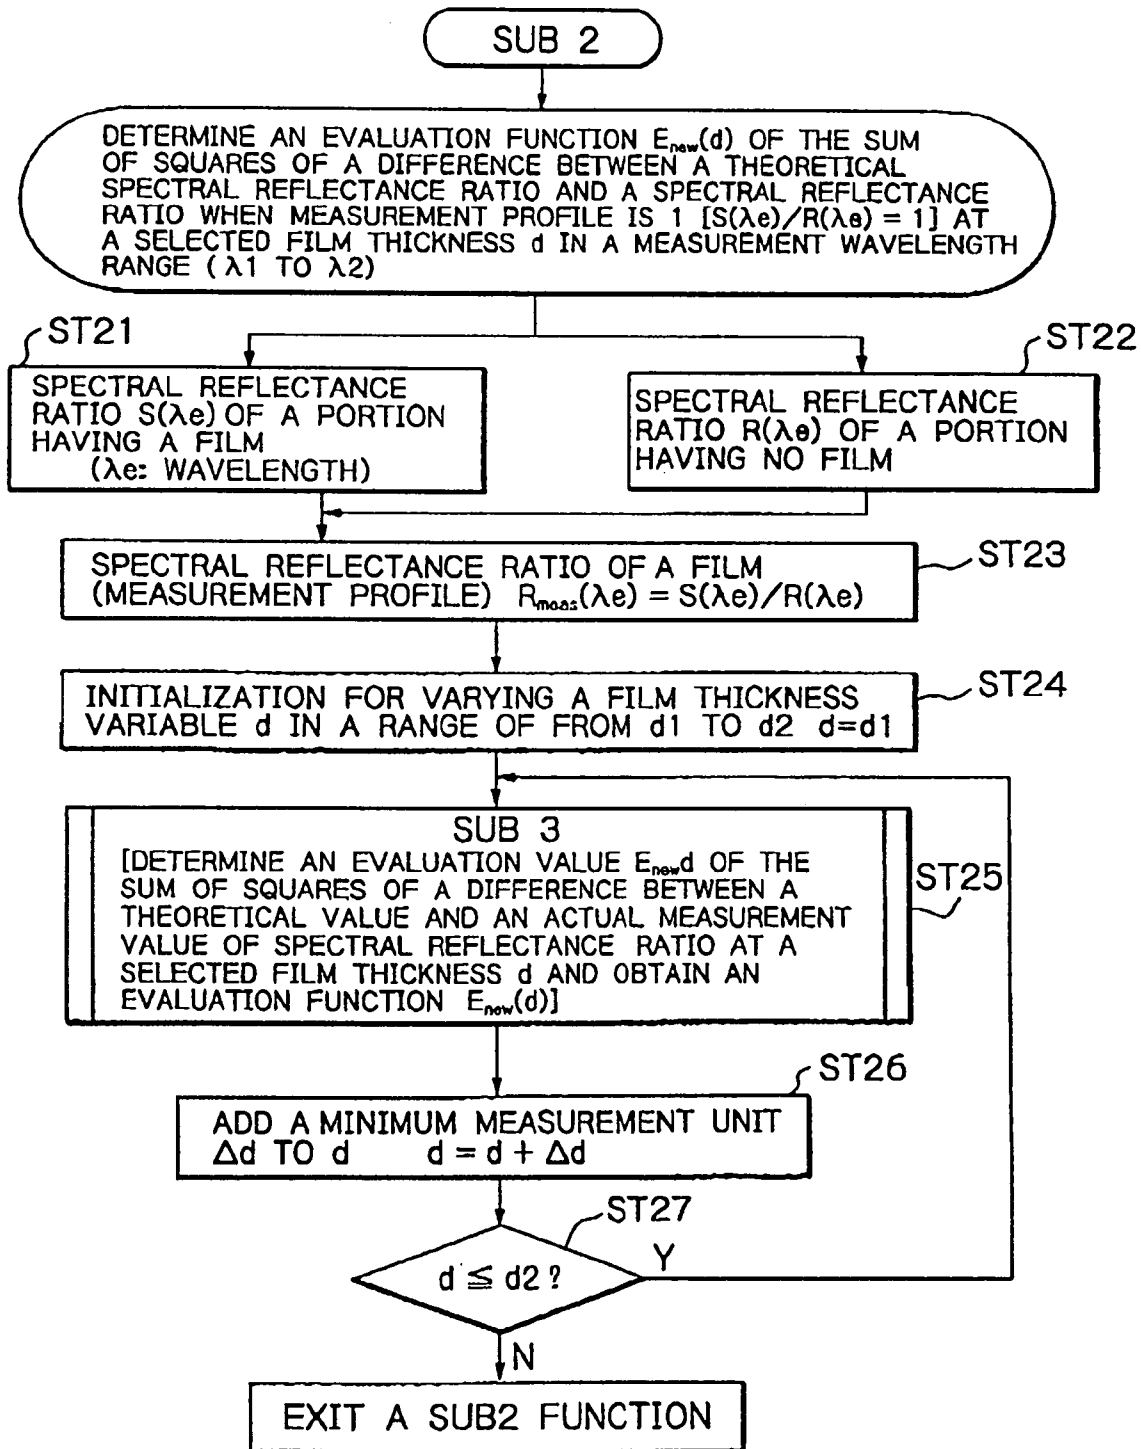 SUB 2
DETERMINE AN EVALUATION FUNCTION Enew(d) OF THE SUM
OF SQUARES OF A DIFFERENCE BETWEEN A THEORETICAL
SPECTRAL REFLECTANCE RATIO AND A SPECTRAL REFLECTANCE
RATIO WHEN MEASUREMENT PROFILE IS 1 [S(λe)/R(λe) = 1] AT
A SELECTED FILM THICKNESS d IN A MEASUREMENT WAVELENGTH
RANGE (λ1 TO λ2)
ST21
SPECTRAL REFLECTANCE
RATIO S(λe) OF A PORTION
HAVING A FILM
(λe: WAVELENGTH)
ST22
SPECTRAL REFLECTANCE
RATIO R(λe) OF A PORTION
HAVING NO FILM
ST23
SPECTRAL REFLECTANCE RATIO OF A FILM
(MEASUREMENT PROFILE) Rmeas(λe) = S(λe)/R(λe)
ST24
INITIALIZATION FOR VARYING A FILM THICKNESS
VARIABLE d IN A RANGE OF FROM d1 TO d2 d=d1
SUB 3
[DETERMINE AN EVALUATION VALUE Enewd OF THE
SUM OF SQUARES OF A DIFFERENCE BETWEEN A
THEORETICAL VALUE AND AN ACTUAL MEASUREMENT
VALUE OF SPECTRAL REFLECTANCE RATIO AT A
SELECTED FILM THICKNESS d AND OBTAIN AN
EVALUATION FUNCTION Enew(d)]
ST25
ST26
ADD A MINIMUM MEASUREMENT UNIT
Δd TO d d = d + Δd
ST27
d ≦ d2 ?
Y
N
EXIT A SUB2 FUNCTION